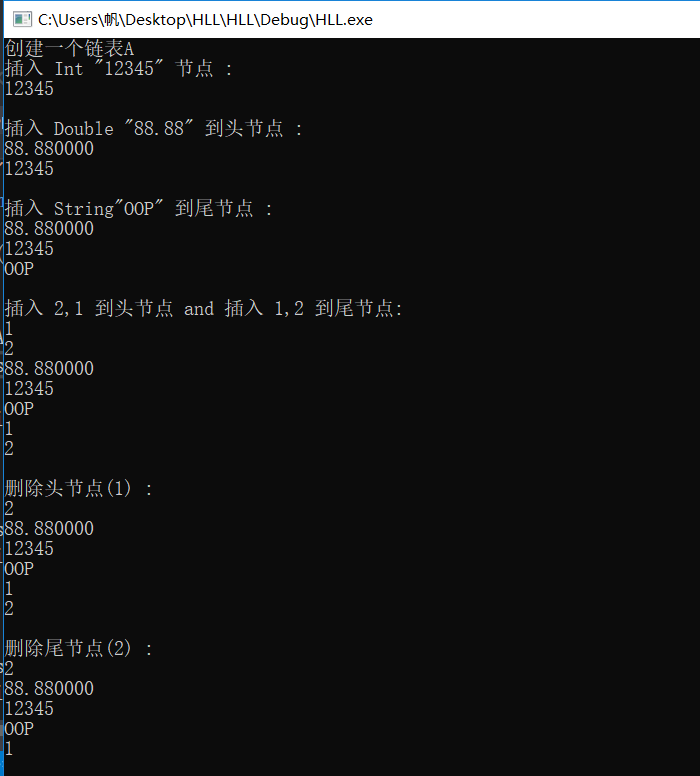 C:\Users\帆\Desktop\HLL\HLL\Debug\HLL.exe
创建一个链表A
插入 Int "12345" 节点 :
12345
插入 Double "88.88" 到头节点 :
88.880000
12345
插入 String"OOP" 到尾节点 :
88.880000
12345
OOP
插入 2,1 到头节点 and 插入 1,2 到尾节点:
1
2
88.880000
12345
OOP
1
2
删除头节点(1) :
2
88.880000
12345
OOP
1
2
删除尾节点(2) :
2
88.880000
12345
OOP
1